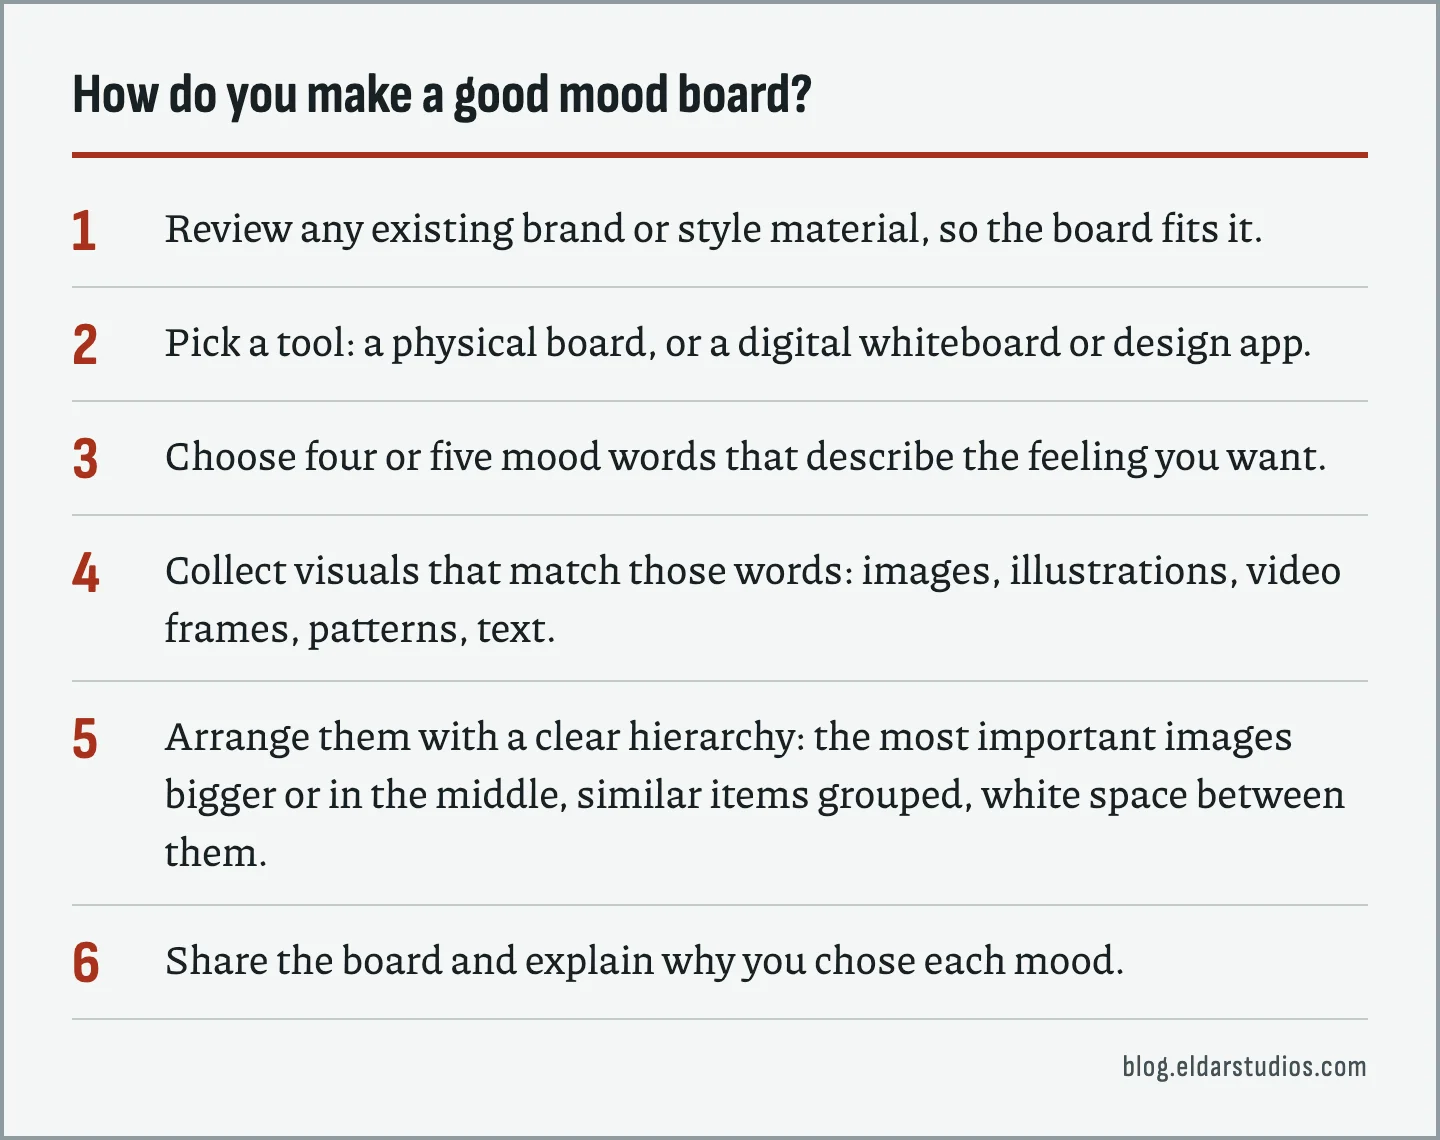 How do you make a good mood board?
1 Review any existing brand or style material, so the board fits it.
2 Pick a tool: a physical board, or a digital whiteboard or design app.
3 Choose four or five mood words that describe the feeling you want.
4 Collect visuals that match those words: images, illustrations, video
frames, patterns, text.
5 Arrange them with a clear hierarchy: the most important images
bigger or in the middle, similar items grouped, white space between
them.
6 Share the board and explain why you chose each mood.
blog.eldarstudios.com